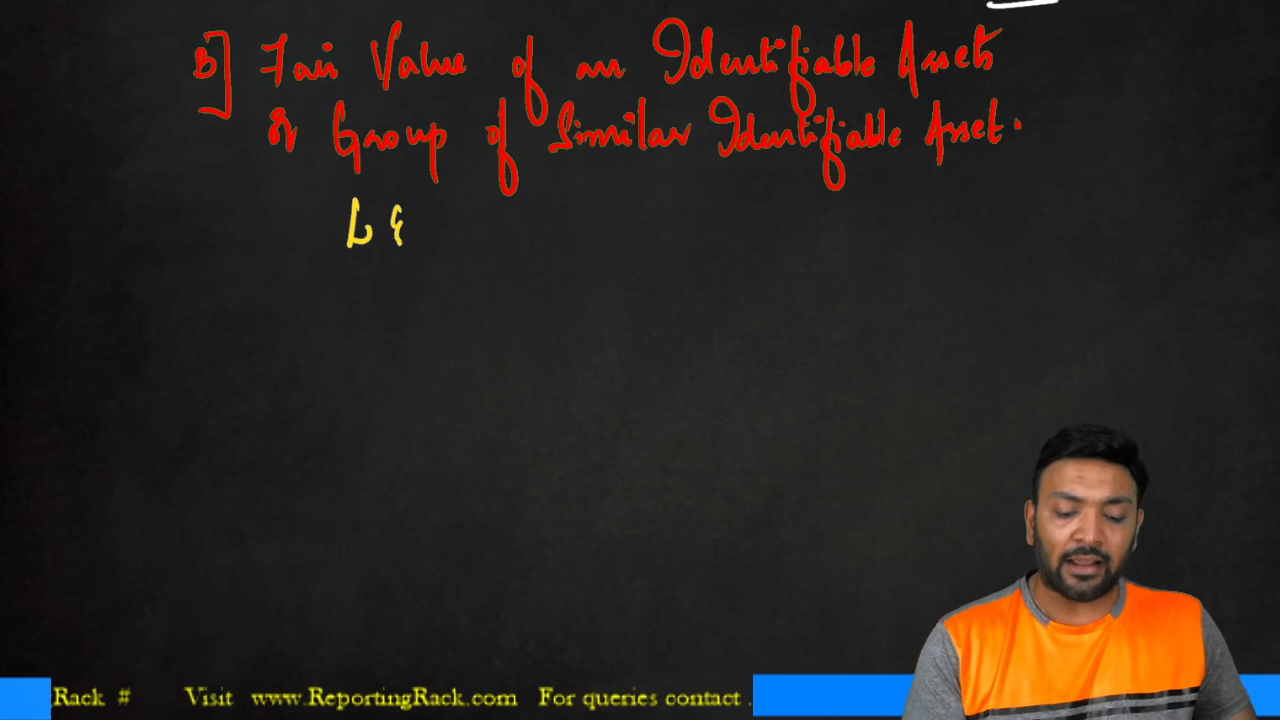 B] Fair Value of an Identifiable Assets
or Group of Similar Identifiable Asset.
Rack # Visit www.ReportingRack.com For queries contact .